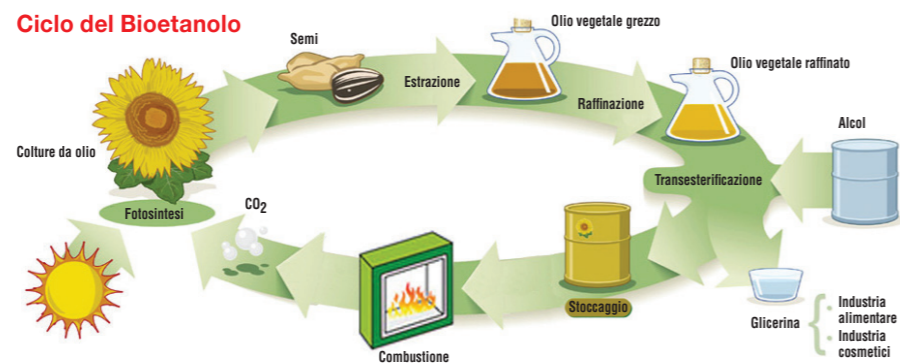 Ciclo del Bioetanolo
Semi
Olio vegetale grezzo
Olio vegetale raffinato
Estrazione
Raffinazione
Alcol
Colture da olio
Transesterificazione
Fotosintesi
CO2
Stoccaggio
Glicerina
Industria
alimentare
Industria
cosmetici
Combustione